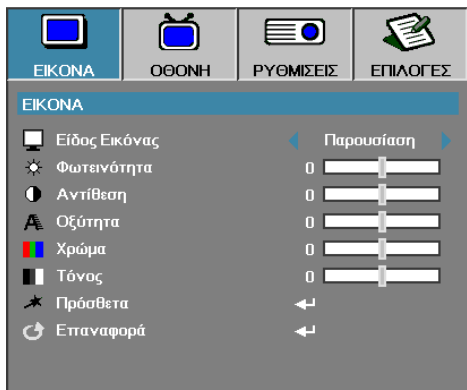 ΕΙΚΟΝΑ ΟΘΟΝΗ ΡΥΘΜΙΣΕΙΣ ΕΠΙΛΟΓΕΣ
ΕΙΚΟΝΑ
Είδος Εικόνας Παρουσίαση
Φωτεινότητα 0
Αντίθεση 0
Οξύτητα 0
Χρώμα 0
Τόνος 0
Πρόσθετα
Επαναφορά